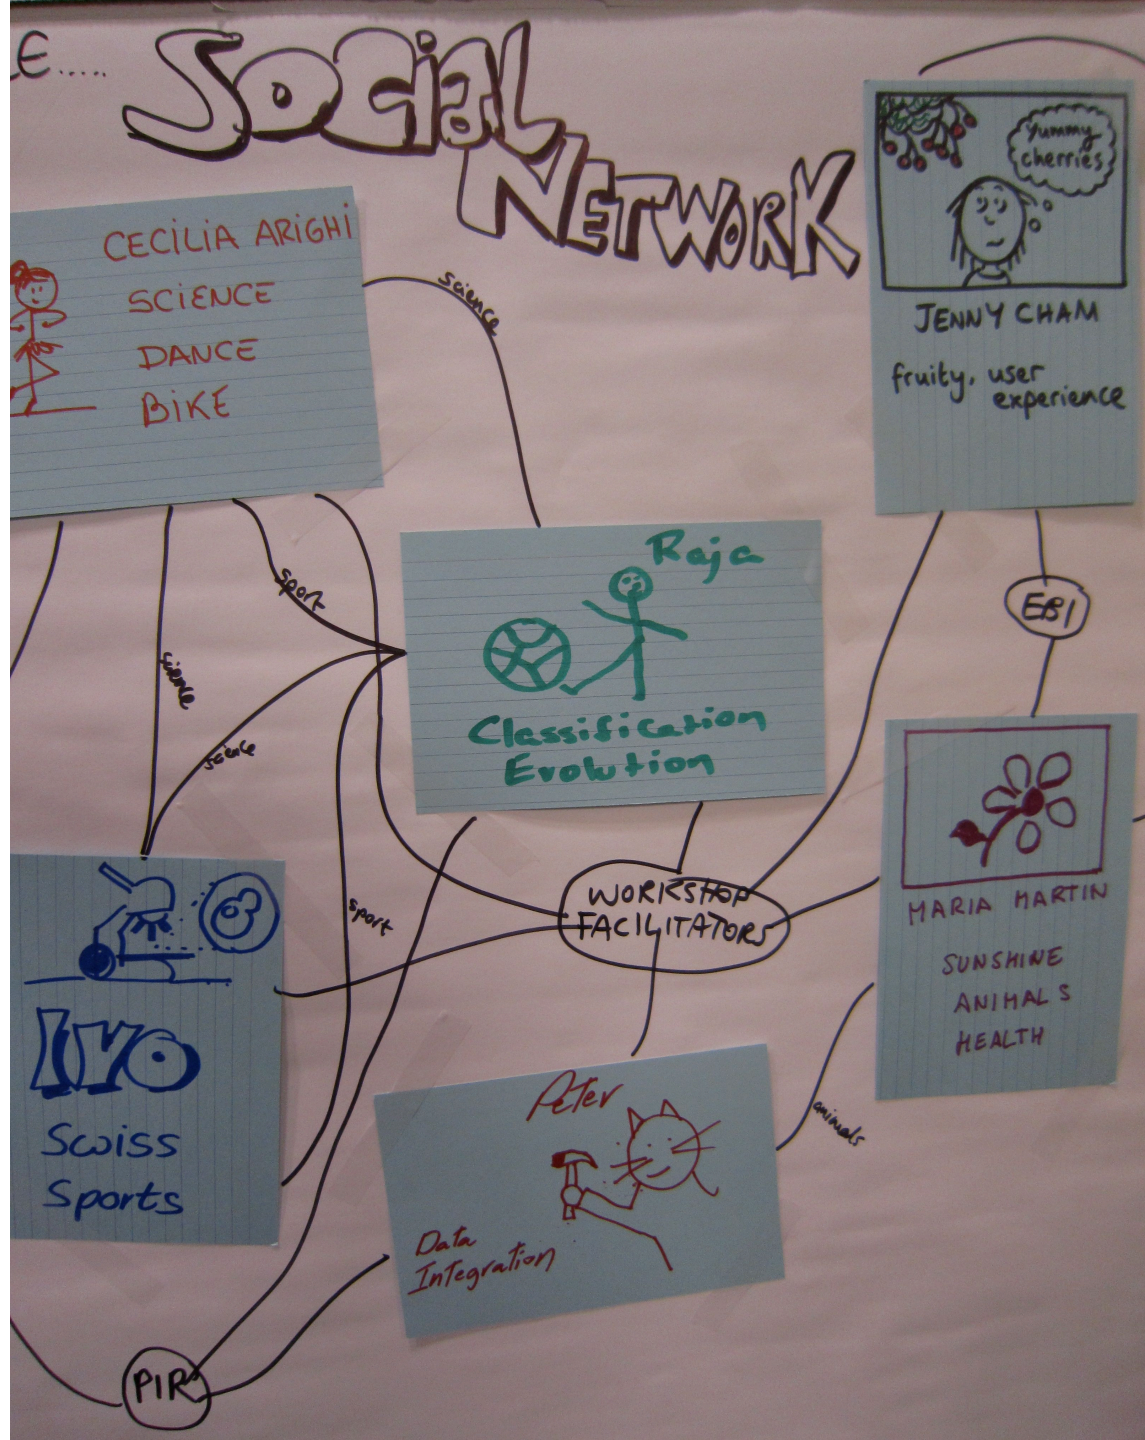 E.....
SOCIAL
NETWORK
Yummy
cherries
JENNY CHAM
fruity, user
experience
CECILIA ARIGHI
SCIENCE
DANCE
BIKE
science
sport
science
science
sport
Raja
Classification
Evolution
EBI
WORKSHOP
FACILITATORS
MARIA MARTIN
SUNSHINE
ANIMALS
HEALTH
IVO
Swiss
Sports
Peter
Data
Integration
animals
PIR